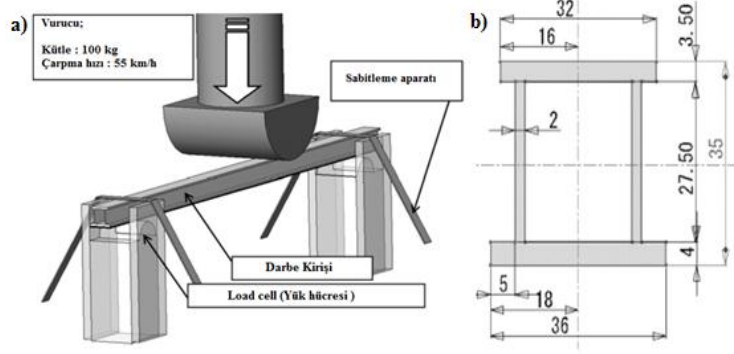 a)
Vurucu;
Kütle : 100 kg
Çarpma hızı : 55 km/h
Sabitleme aparatı
Darbe Kirişi
Load cell (Yük hücresi )
b)
32
16
3.50
2
27.50
35
4
5
18
36